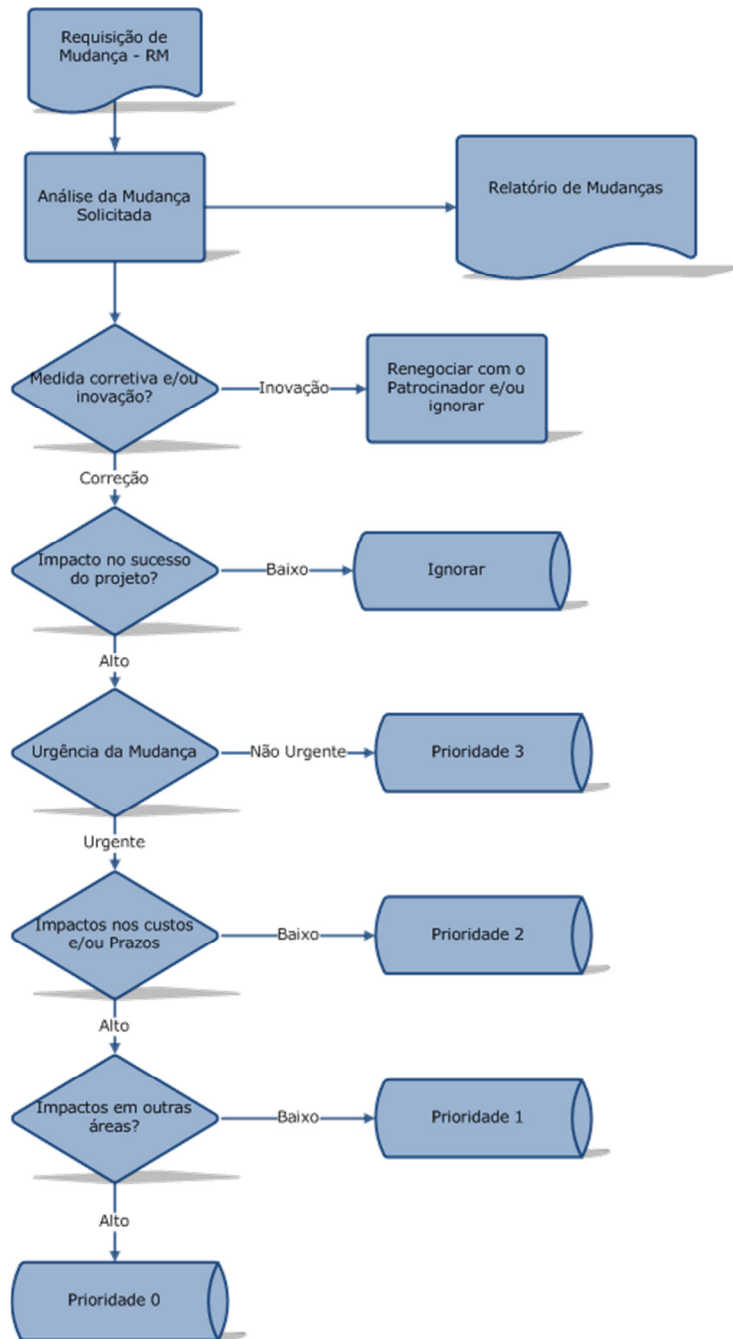 Requisição de
Mudança - RM
Análise da Mudança
Solicitada
Relatório de Mudanças
Medida corretiva e/ou
inovação?
Inovação
Renegociar com o
Patrocinador e/ou
ignorar
Correção
Impacto no sucesso
do projeto?
Baixo
Ignorar
Alto
Urgência da Mudança
Não Urgente
Prioridade 3
Urgente
Impactos nos custos
e/ou Prazos
Baixo
Prioridade 2
Alto
Impactos em outras
áreas?
Baixo
Prioridade 1
Alto
Prioridade 0